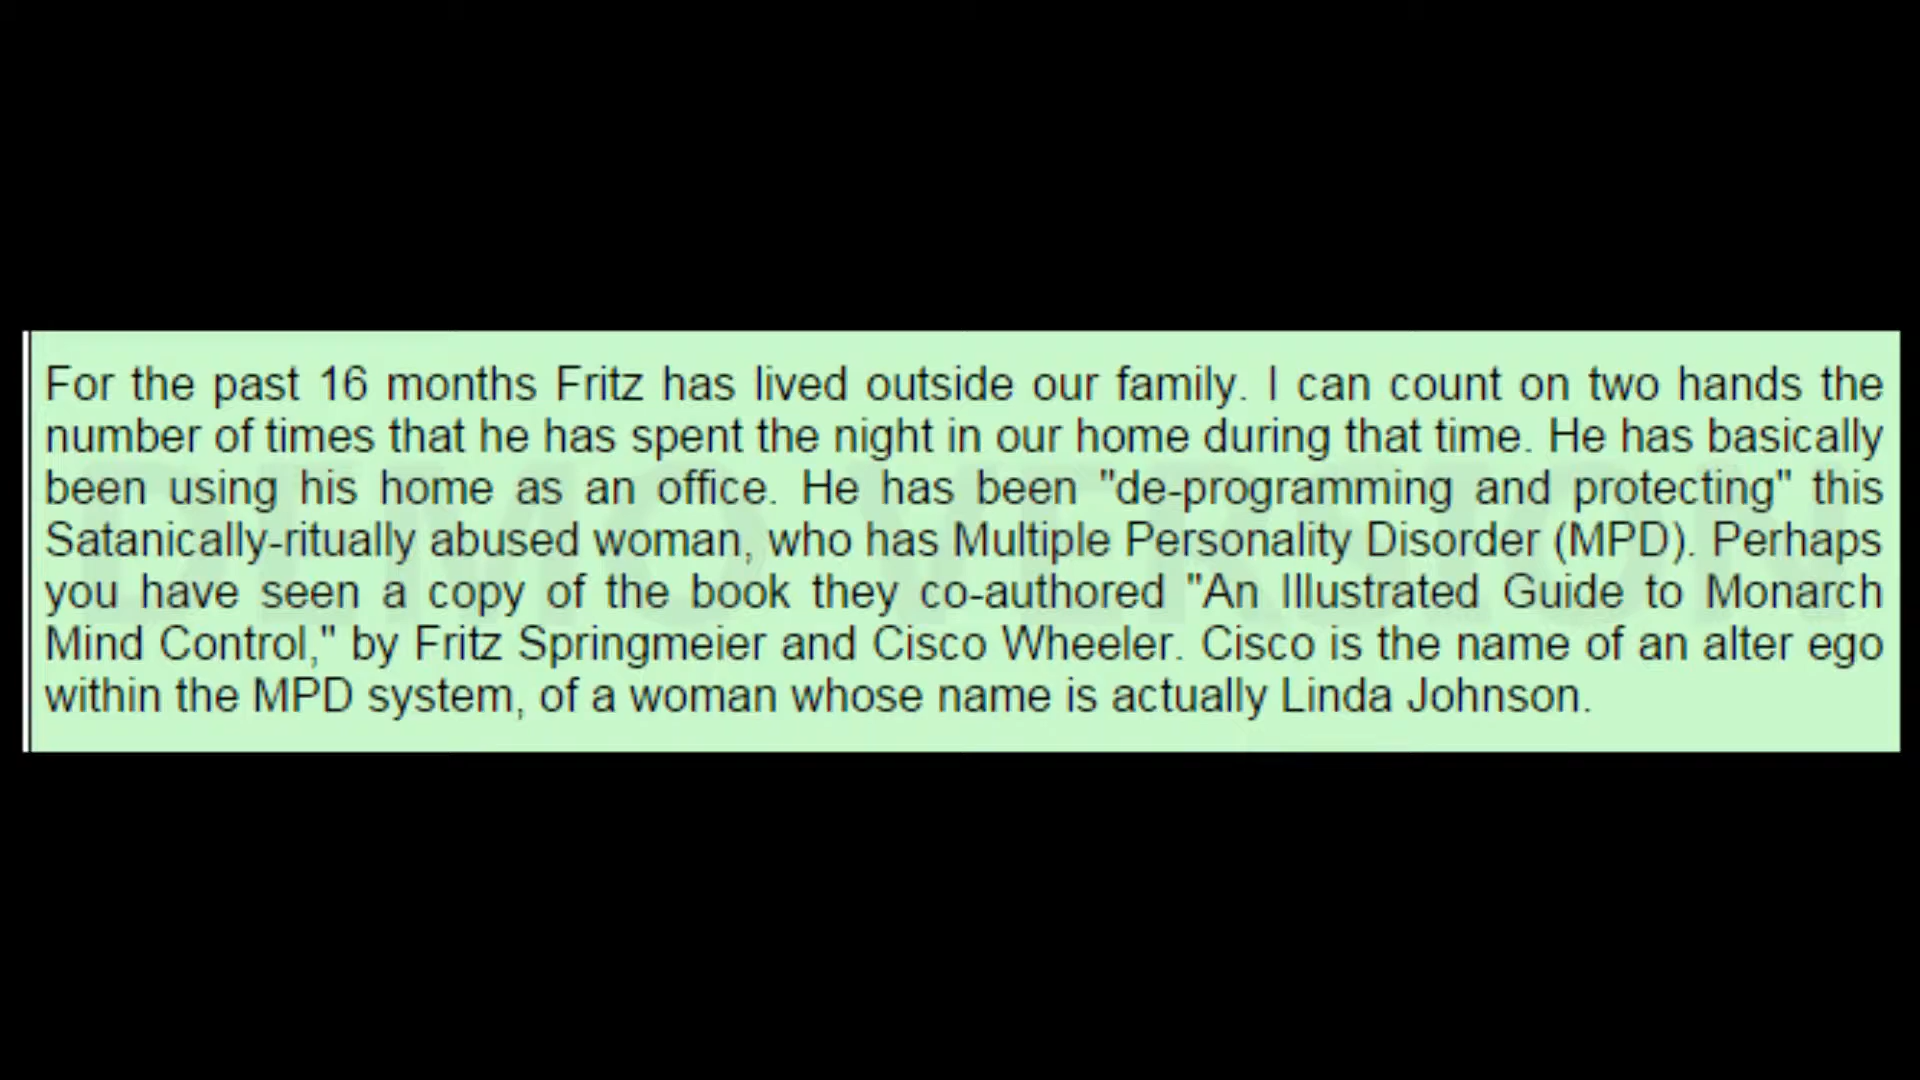 For the past 16 months Fritz has lived outside our family. I can count on two hands the
number of times that he has spent the night in our home during that time. He has basically
been using his home as an office. He has been "de-programming and protecting" this
Satanically-ritually abused woman, who has Multiple Personality Disorder (MPD). Perhaps
you have seen a copy of the book they co-authored "An Illustrated Guide to Monarch
Mind Control," by Fritz Springmeier and Cisco Wheeler. Cisco is the name of an alter ego
within the MPD system, of a woman whose name is actually Linda Johnson.
DEMO VERSION